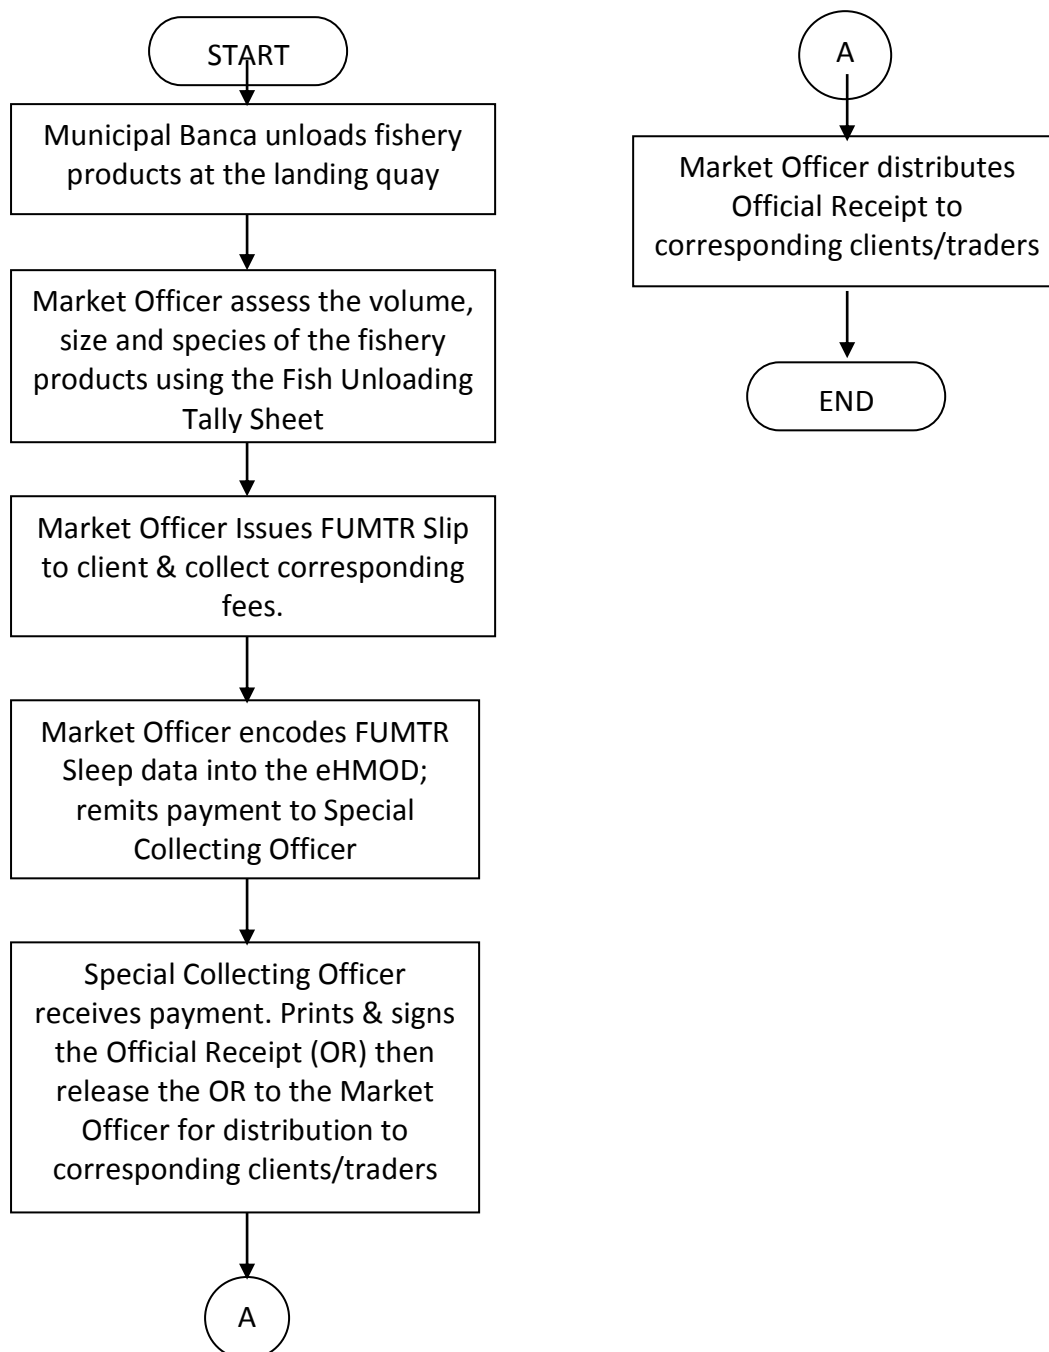 START
Municipal Banca unloads fishery
products at the landing quay
Market Officer assess the volume,
size and species of the fishery
products using the Fish Unloading
Tally Sheet
Market Officer Issues FUMTR Slip
to client & collect corresponding
fees.
Market Officer encodes FUMTR
Sleep data into the eHMOD;
remits payment to Special
Collecting Officer
Special Collecting Officer
receives payment. Prints & signs
the Official Receipt (OR) then
release the OR to the Market
Officer for distribution to
corresponding clients/traders
A
A
Market Officer distributes
Official Receipt to
corresponding clients/traders
END